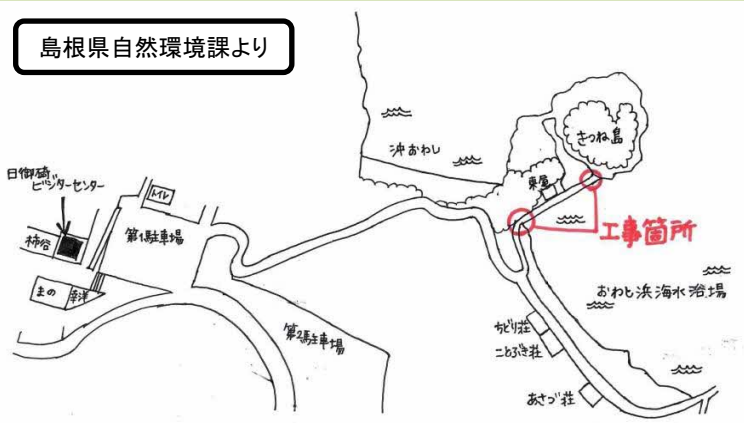 島根県自然環境課より
きつね島
沖おわし
東屋
日御碕
ビジターセンター
トイレ
工事箇所
柿谷
第1駐車場
おわし浜海水浴場
まの
幸洋
ちどり荘
第2駐車場
ことぶき荘
あさづ荘